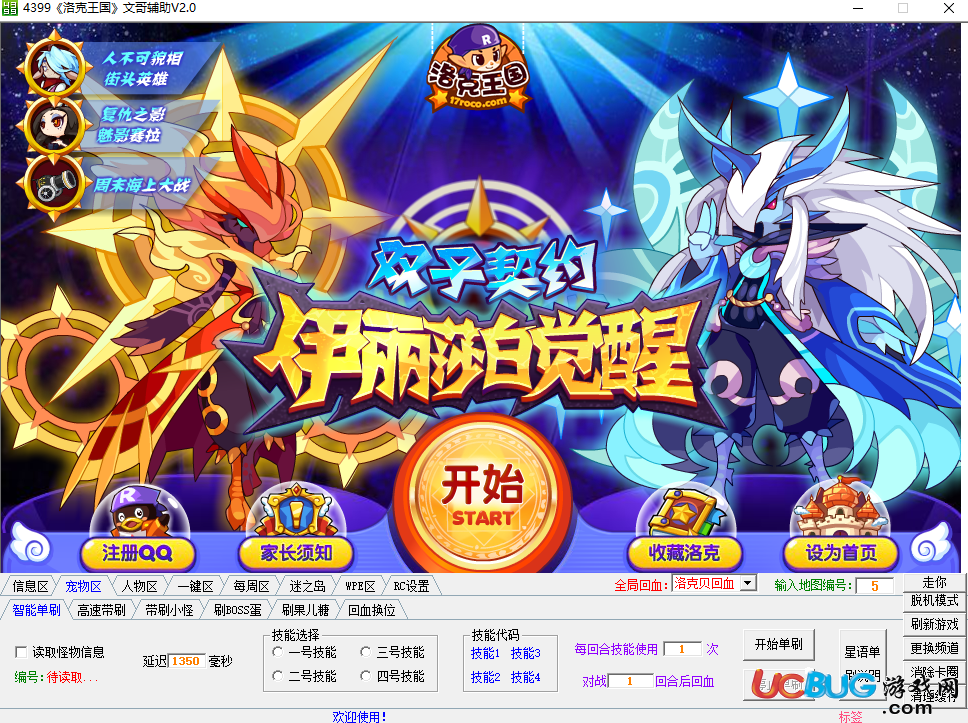 4399《洛克王国》文哥辅助V2.0
人不可貌相
街头英雄
复仇之影
魅影赛拉
周末海上大战
R
洛克王国
17roco.com
双子契约
伊丽莎白觉醒
开始
START
R
注册QQ
家长须知
收藏洛克
设为首页
信息区 宠物区 人物区 一键区 每周区 迷之岛 WPE区 RC设置
全局回血: 洛克贝回血 输入地图编号: 5
走你
脱机模式
刷新游戏
更换频道
消除卡圈
清理缓存
智能单刷 高速带刷 带刷小怪 刷BOSS蛋 刷果儿糖 回血换位
读取怪物信息
编号:待读取...
延迟 1350 毫秒
技能选择
一号技能 三号技能
二号技能 四号技能
技能代码
技能1 技能3
技能2 技能4
每回合技能使用 1 次
对战 1 回合后回血
开始单刷
星语单
刷说明
UCBUG游戏网
.com
欢迎使用!
标签